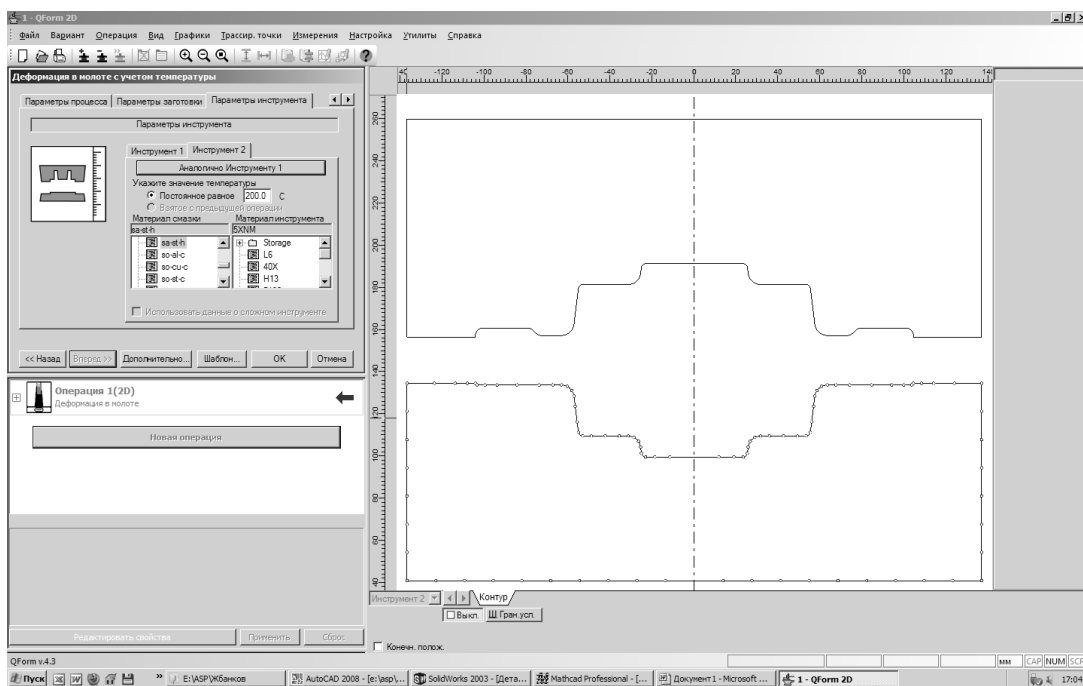 1 - QForm 2D
Файл Вариант Операция Вид Графики Трассир. точки Измерения Настройка Утилиты Справка
Деформация в молоте с учетом температуры
Параметры процесса Параметры заготовки Параметры инструмента
Параметры инструмента
Инструмент 1 Инструмент 2
Аналогично Инструменту 1
Укажите значение температуры
Постоянное равное 200.0 C
Взятое с предыдущей операции
Материал смазки Материал инструмента
sa-st-h 5XNM
sa-st-h Storage
so-al-c L6
so-cu-c 40X
so-st-c H13
Использовать данные о сложном инструменте
<< Назад Вперед >> Дополнительно... Шаблон... OK Отмена
Операция 1(2D)
Деформация в молоте
Новая операция
-120 -100 -80 -60 -40 -20 0 20 40 60 80 100 120
260
240
220
200
180
160
140
120
100
80
60
40
Инструмент 2 Контур
Выкл. Гран.усл.
Редактировать свойства Применить Сброс
Конечн. полож.
QForm v.4.3 мм CAP NUM SCR
Пуск » E:\ASP\Жбанков AutoCAD 2008 - [e:\asp\... SolidWorks 2003 - [Дета... Mathcad Professional - [... Документ1 - Microsoft ... 1 - QForm 2D 17:04